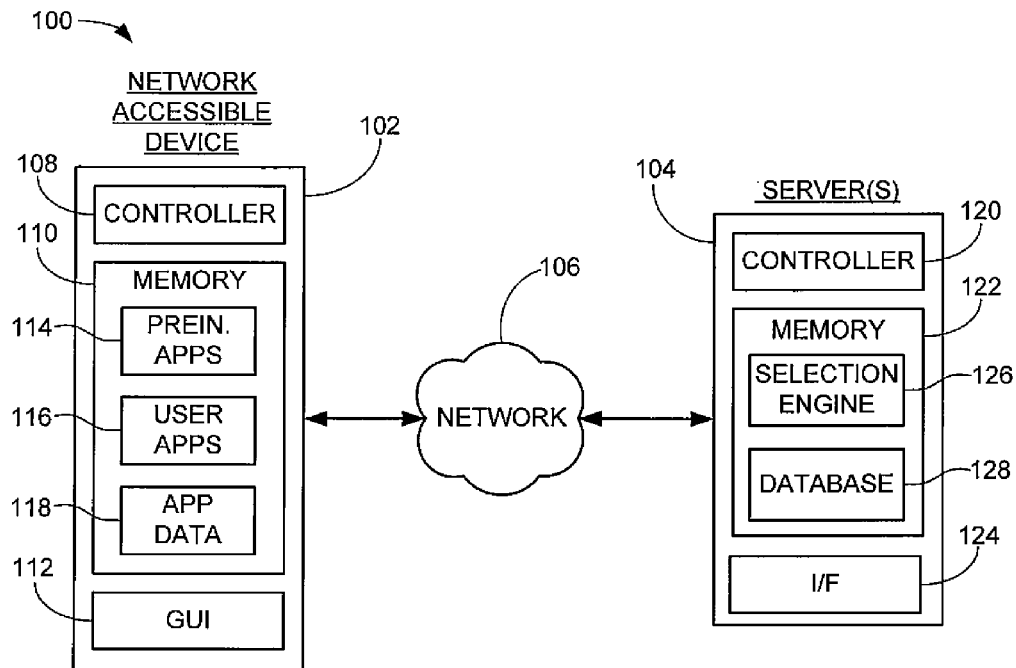 100
NETWORK
ACCESSIBLE
DEVICE
102
108
CONTROLLER
110
MEMORY
114
PREIN.
APPS
116
USER
APPS
118
APP
DATA
112
GUI
106
NETWORK
SERVER(S)
104
120
CONTROLLER
122
MEMORY
SELECTION
ENGINE
126
DATABASE
128
124
I/F